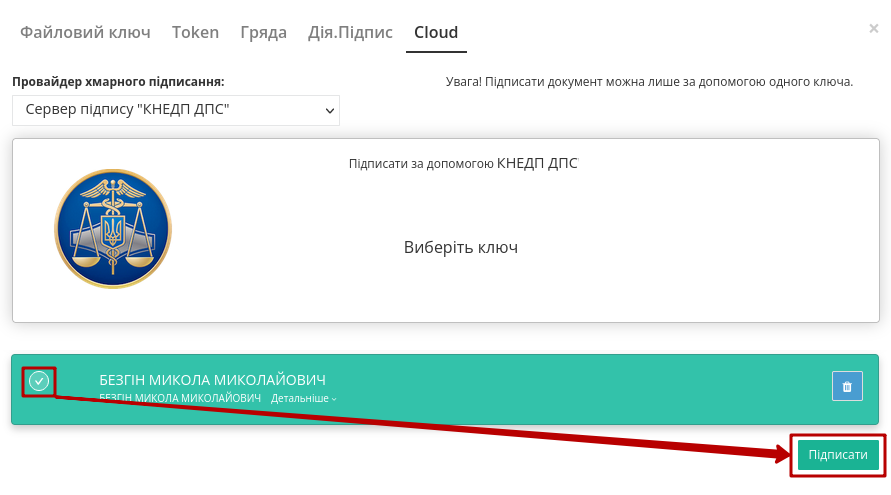 Файловий ключ Token Гряда Дія.Підпис Cloud ×
Провайдер хмарного підписання:
Увага! Підписати документ можна лише за допомогою одного ключа.
Сервер підпису "КНЕДП ДПС"
Підписати за допомогою КНЕДП ДПС
Виберіть ключ
БЕЗГІН МИКОЛА МИКОЛАЙОВИЧ
БЕЗГІН МИКОЛА МИКОЛАЙОВИЧ Детальніше
Підписати